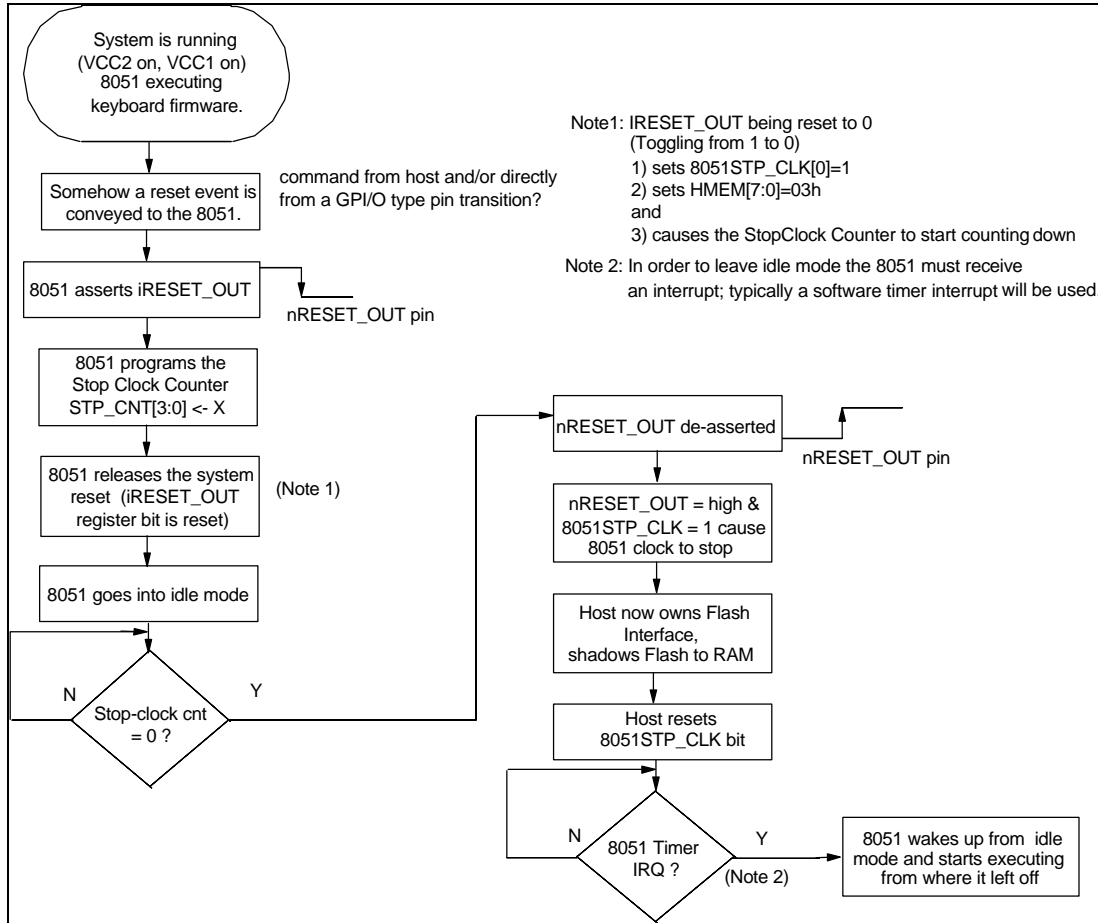 System is running
(VCC2 on, VCC1 on)
8051 executing
keyboard firmware.
Somehow a reset event is
conveyed to the 8051.
command from host and/or directly
from a GPI/O type pin transition?
8051 asserts iRESET_OUT
nRESET_OUT pin
8051 programs the
Stop Clock Counter
STP_CNT[3:0] <- X
8051 releases the system
reset (iRESET_OUT
register bit is reset)
(Note 1)
8051 goes into idle mode
N
Y
Stop-clock cnt
= 0 ?
Note1: IRESET_OUT being reset to 0
(Toggling from 1 to 0)
1) sets 8051STP_CLK[0]=1
2) sets HMEM[7:0]=03h
and
3) causes the StopClock Counter to start counting down
Note 2: In order to leave idle mode the 8051 must receive
an interrupt; typically a software timer interrupt will be used.
nRESET_OUT de-asserted
nRESET_OUT pin
nRESET_OUT = high &
8051STP_CLK = 1 cause
8051 clock to stop
Host now owns Flash
Interface,
shadows Flash to RAM
Host resets
8051STP_CLK bit
N
Y
8051 Timer
IRQ ?
(Note 2)
8051 wakes up from idle
mode and starts executing
from where it left off